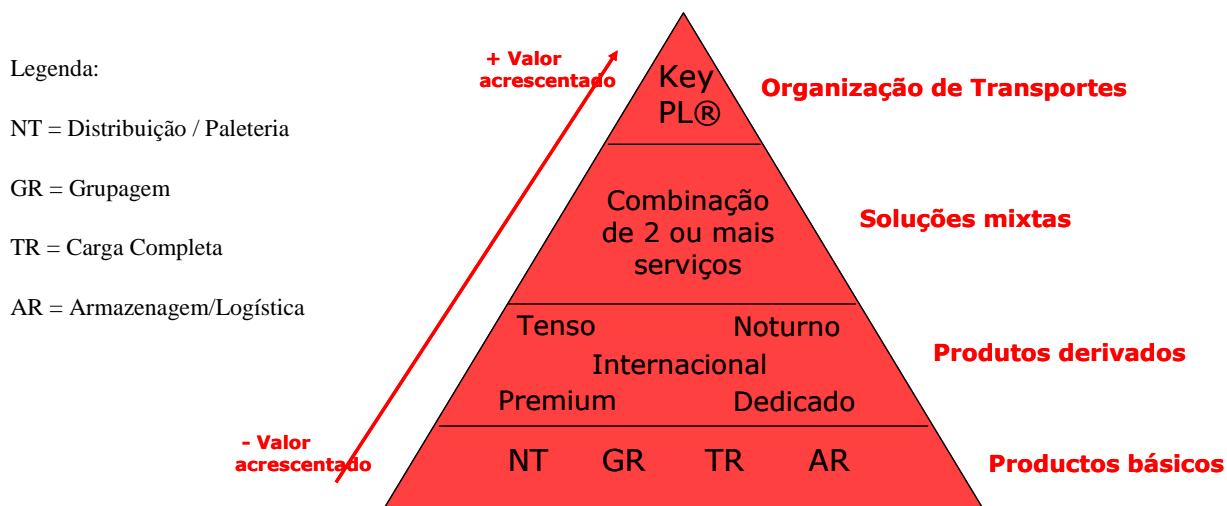 Legenda:
NT = Distribuição / Paleteria
GR = Grupagem
TR = Carga Completa
AR = Armazenagem/Logística
+ Valor
acrescentado
- Valor
acrescentado
Key
PL®
Organização de Transportes
Combinação
de 2 ou mais
serviços
Soluções mixtas
Tenso Noturno
Internacional
Premium Dedicado
Produtos derivados
NT GR TR AR
Productos básicos